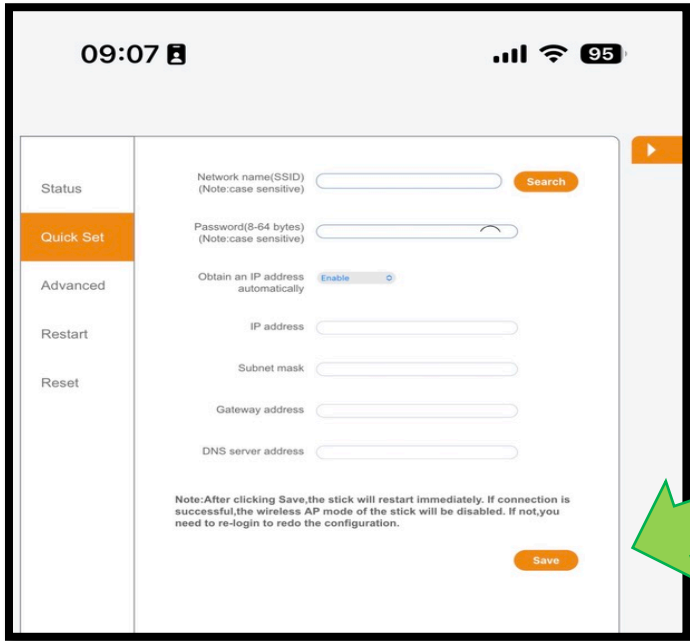 09:07
95
Status
Quick Set
Advanced
Restart
Reset
Network name(SSID)
(Note:case sensitive)
Search
Password(8-64 bytes)
(Note:case sensitive)
Obtain an IP address
automatically
Enable
IP address
Subnet mask
Gateway address
DNS server address
Note:After clicking Save,the stick will restart immediately. If connection is
successful,the wireless AP mode of the stick will be disabled. If not,you
need to re-login to redo the configuration.
Save